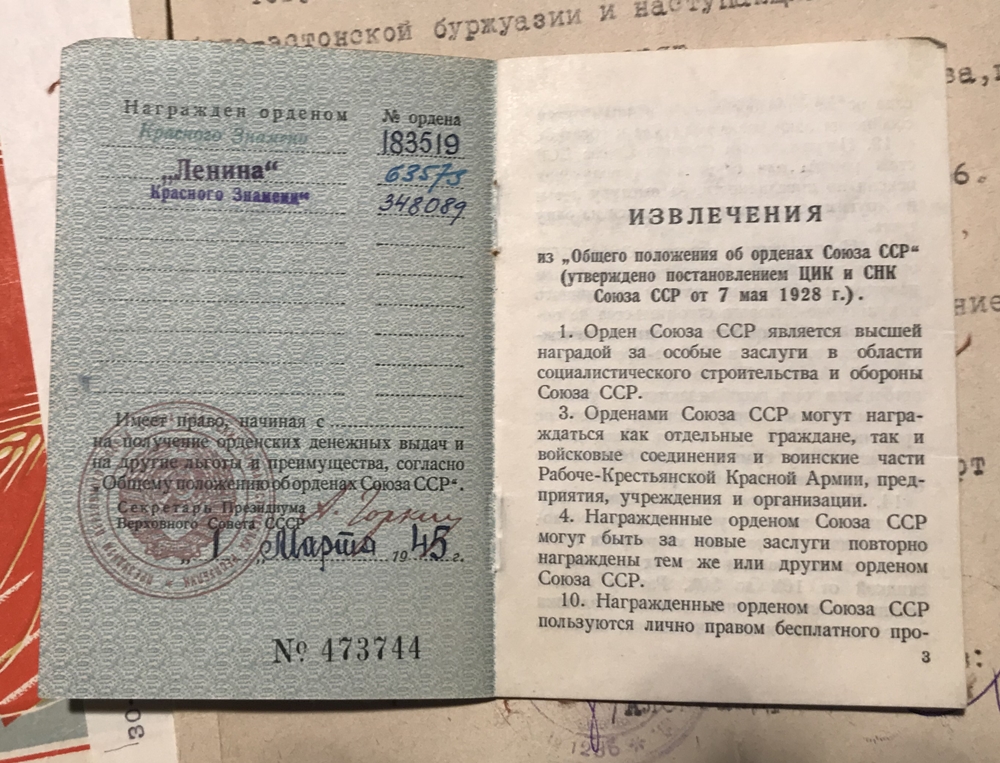 буржуазии и
Награжден орденом
№ ордена
Красного Знамени
183519
„Ленина“
63575
Красного Знамени“
348089
Имеет право, начиная с
на получение орденских денежных выдач и
на другие льготы и преимущества, согласно
„Общему положению об орденах Союза ССР“.
Секретарь Президиума
Верховного Совета СССР
А. Горкин
1 „Марта 1945 г.
№ 473744
ИЗВЛЕЧЕНИЯ
из „Общего положения об орденах Союза ССР“
(утверждено постановлением ЦИК и СНК
Союза ССР от 7 мая 1928 г.).
1. Орден Союза ССР является высшей
наградой за особые заслуги в области
социалистического строительства и обороны
Союза ССР.
3. Орденами Союза ССР могут награ-
ждаться как отдельные граждане, так и
войсковые соединения и воинские части
Рабоче-Крестьянской Красной Армии, пред-
приятия, учреждения и организации.
4. Награжденные орденом Союза ССР
могут быть за новые заслуги повторно
награждены тем же или другим орденом
Союза ССР.
10. Награжденные орденом Союза ССР
пользуются лично правом бесплатного про-
3